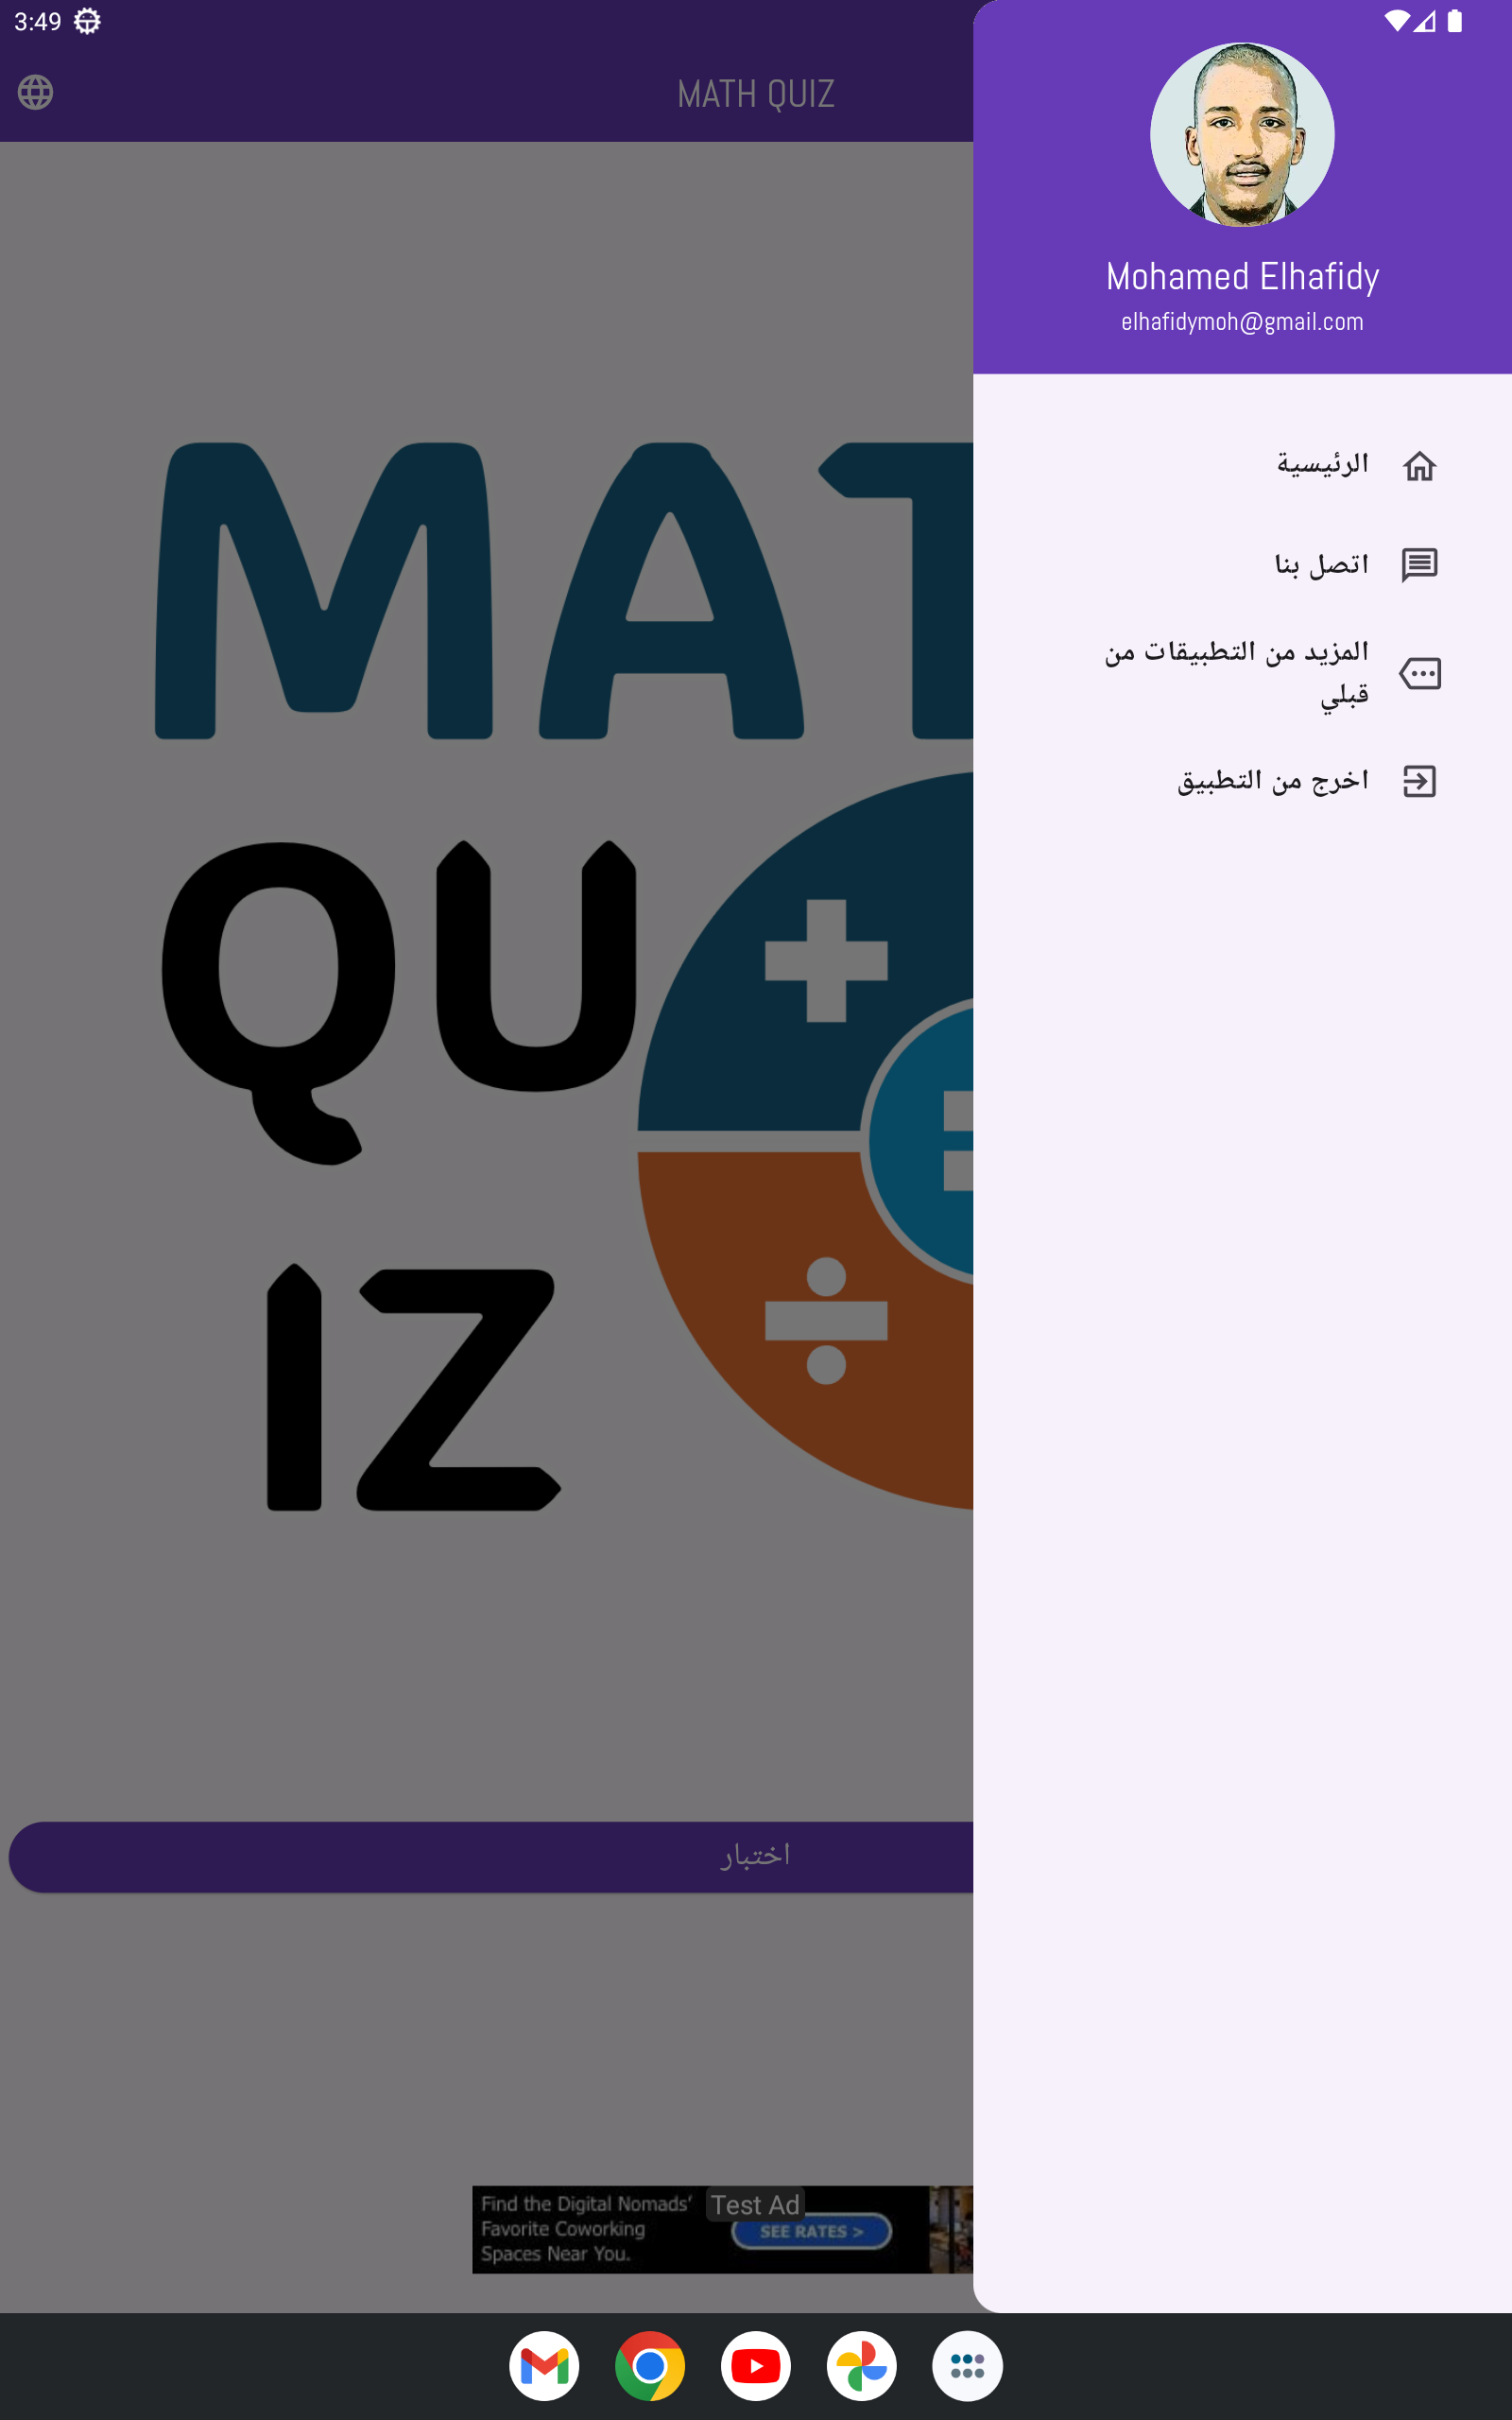 3:49
MATH QUIZ
Mohamed Elhafidy
elhafidymoh@gmail.com
الرئيسية
اتصل بنا
المزيد من التطبيقات من
قبلي
اخرج من التطبيق
MAT
QU
IZ
اختبار
Find the Digital Nomads'
Favorite Coworking
Spaces Near You.
Test Ad
SEE RATES >